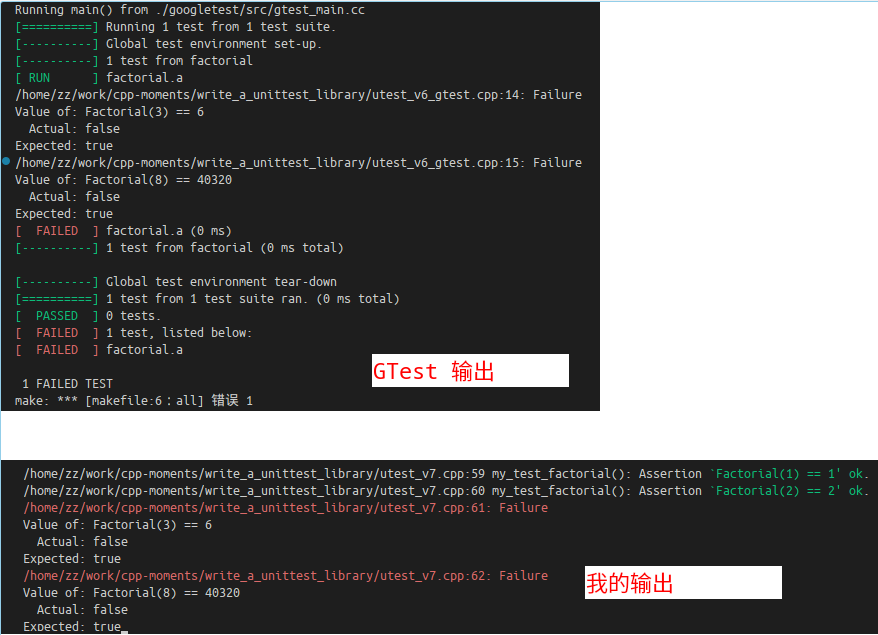 Running main() from ./googletest/src/gtest_main.cc
[==========] Running 1 test from 1 test suite.
[----------] Global test environment set-up.
[----------] 1 test from factorial
[ RUN      ] factorial.a
/home/zz/work/cpp-moments/write_a_unittest_library/utest_v6_gtest.cpp:14: Failure
Value of: Factorial(3) == 6
  Actual: false
Expected: true
/home/zz/work/cpp-moments/write_a_unittest_library/utest_v6_gtest.cpp:15: Failure
Value of: Factorial(8) == 40320
  Actual: false
Expected: true
[  FAILED  ] factorial.a (0 ms)
[----------] 1 test from factorial (0 ms total)
[----------] Global test environment tear-down
[==========] 1 test from 1 test suite ran. (0 ms total)
[  PASSED  ] 0 tests.
[  FAILED  ] 1 test, listed below:
[  FAILED  ] factorial.a
GTest 输出
 1 FAILED TEST
make: *** [makefile:6：all] 错误 1
/home/zz/work/cpp-moments/write_a_unittest_library/utest_v7.cpp:59 my_test_factorial(): Assertion `Factorial(1) == 1' ok.
/home/zz/work/cpp-moments/write_a_unittest_library/utest_v7.cpp:60 my_test_factorial(): Assertion `Factorial(2) == 2' ok.
/home/zz/work/cpp-moments/write_a_unittest_library/utest_v7.cpp:61: Failure
Value of: Factorial(3) == 6
  Actual: false
Expected: true
/home/zz/work/cpp-moments/write_a_unittest_library/utest_v7.cpp:62: Failure
我的输出
Value of: Factorial(8) == 40320
  Actual: false
Expected: true